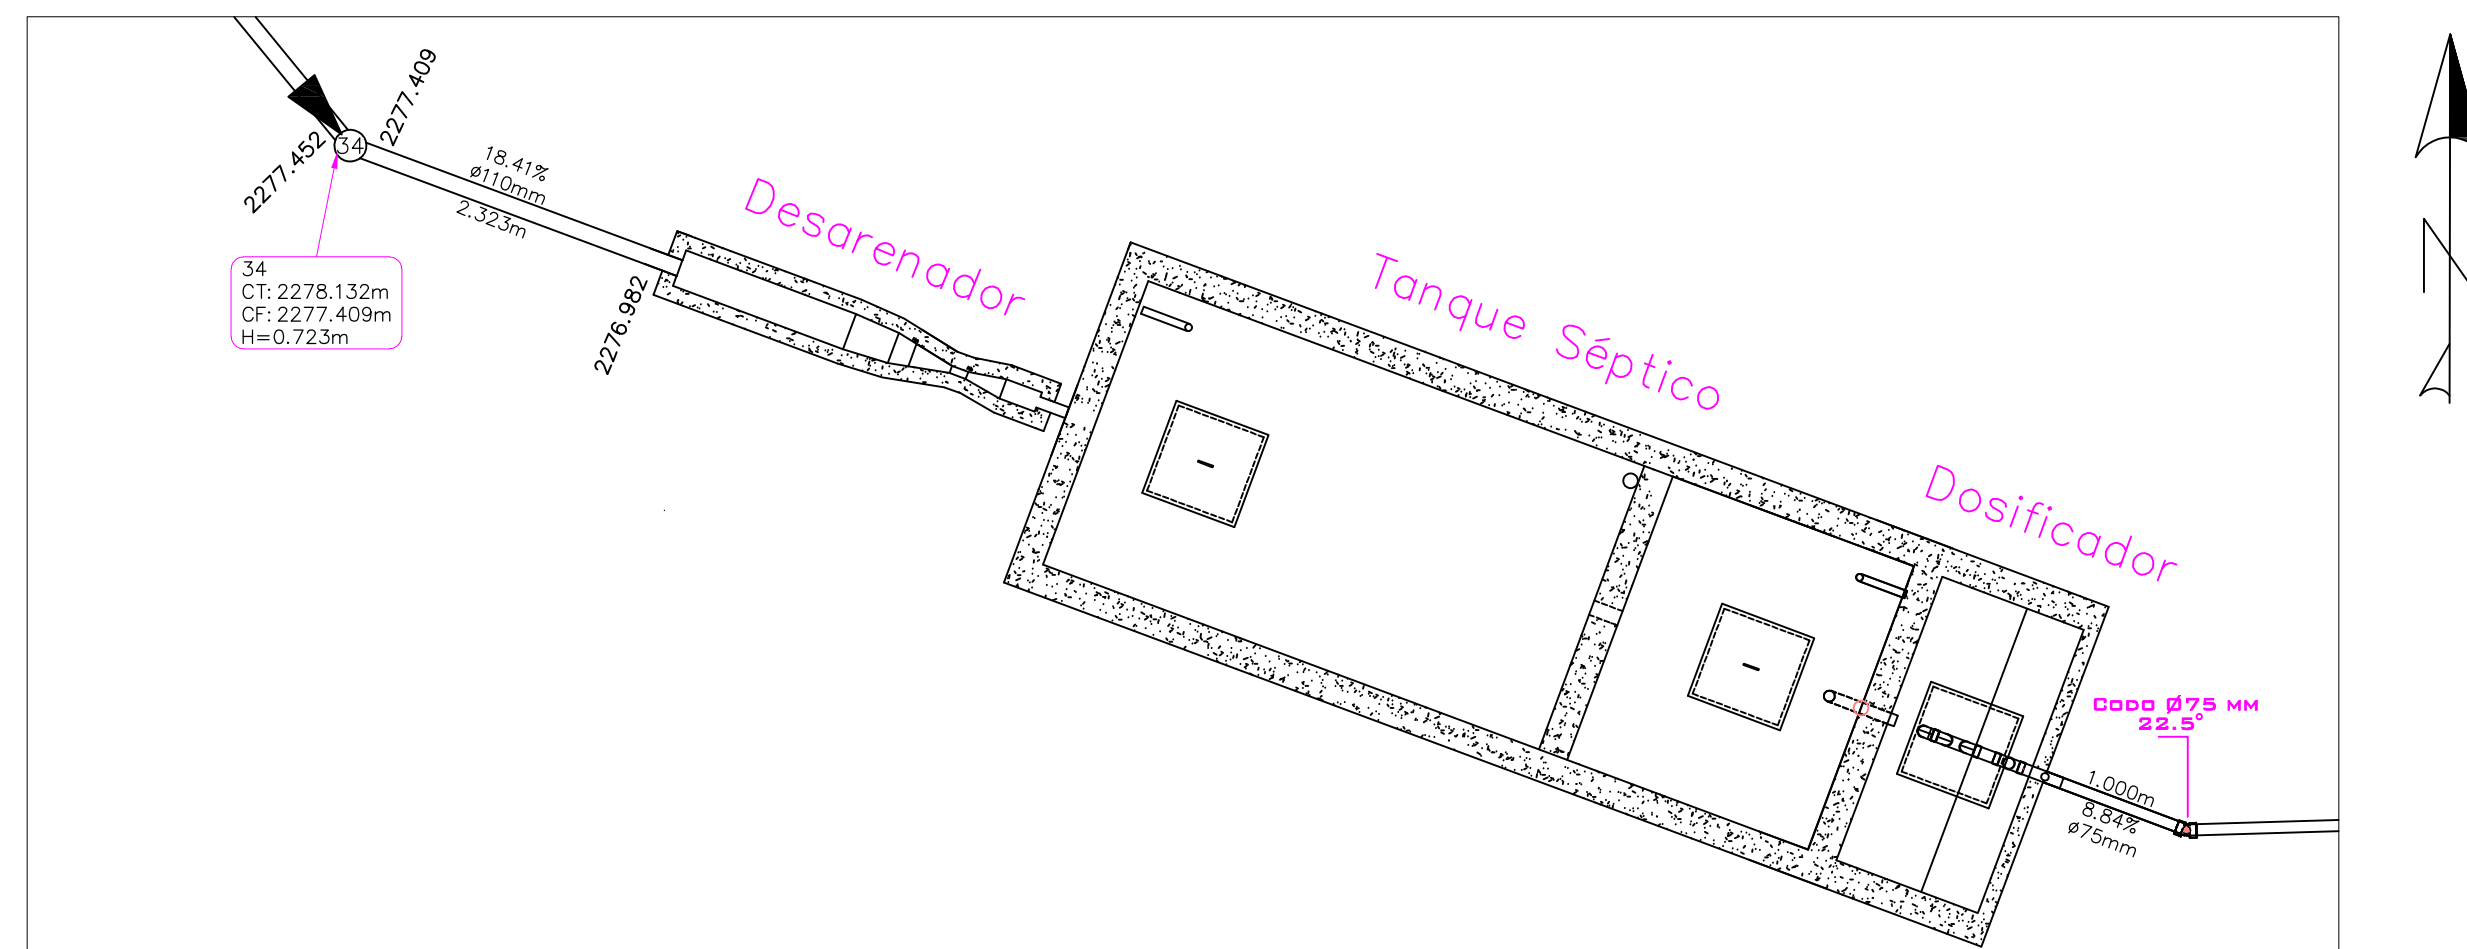 2277.409
2277.452
34
18.41%
ø110mm
2.323m
34
CT: 2278.132m
CF: 2277.409m
H=0.723m
2276.982
Desarenador
Tanque Séptico
Dosificador
Codo Ø75 mm
22.5°
1.000m
8.84%
ø75mm
N